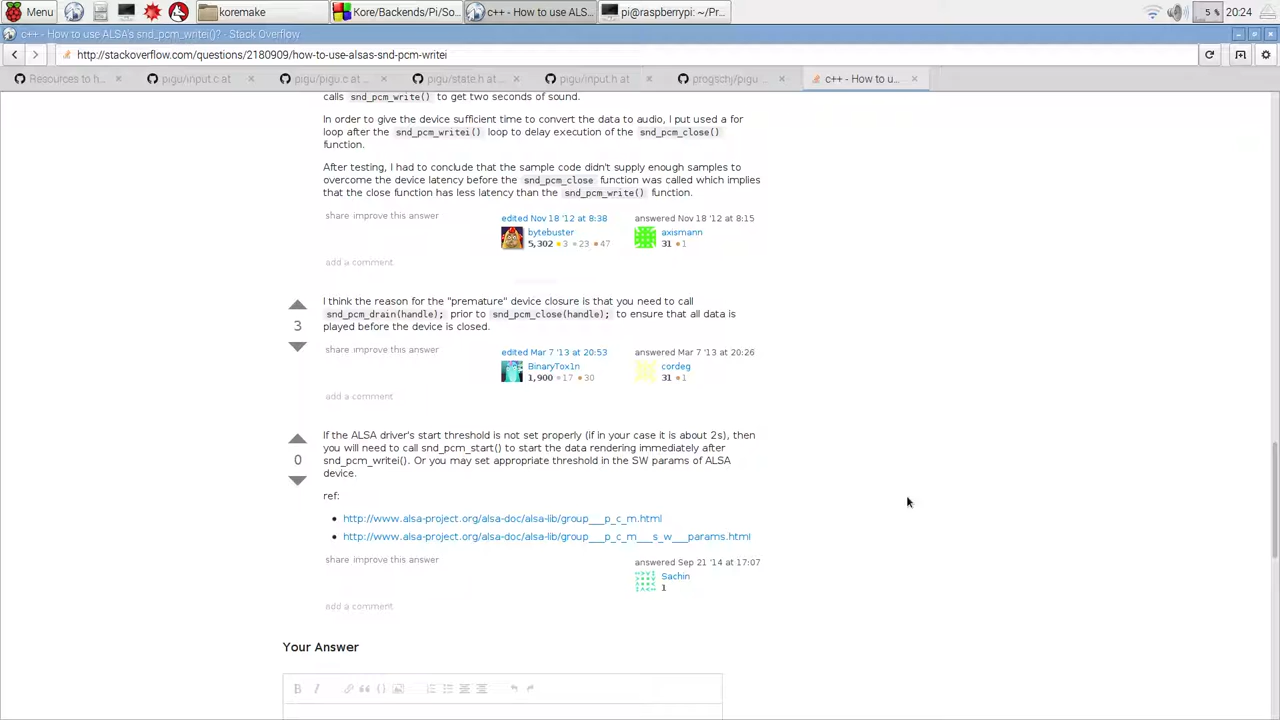 Menu
koremake
Kore/Backends/Pi/So...
c++ - How to use ALS...
pi@raspberrypi: ~/Pr...
5 %
20:24
c++ - How to use ALSA's snd_pcm_writei()? - Stack Overflow
http://stackoverflow.com/questions/2180909/how-to-use-alsas-snd-pcm-writei
Resources to h...
pigu/input.c at
pigu/pigu.c at ...
pigu/state.h at ...
pigu/input.h at
progschj/pigu
c++ - How to u...
calls snd_pcm_write() to get two seconds of sound.
In order to give the device sufficient time to convert the data to audio, I put used a for
loop after the snd_pcm_writei() loop to delay execution of the snd_pcm_close()
function.
After testing, I had to conclude that the sample code didn't supply enough samples to
overcome the device latency before the snd_pcm_close function was called which implies
that the close function has less latency than the snd_pcm_write() function.
share improve this answer
edited Nov 18 '12 at 8:38
answered Nov 18 '12 at 8:15
bytebuster
axismann
5,302 3 23 47
31 1
add a comment
I think the reason for the "premature" device closure is that you need to call
3
snd_pcm_drain(handle); prior to snd_pcm_close(handle); to ensure that all data is
played before the device is closed.
share improve this answer
edited Mar 7 '13 at 20:53
answered Mar 7 '13 at 20:26
BinaryTox1n
cordeg
1,900 17 30
31 1
add a comment
If the ALSA driver's start threshold is not set properly (if in your case it is about 2s), then
0
you will need to call snd_pcm_start() to start the data rendering immediately after
snd_pcm_writei(). Or you may set appropriate threshold in the SW params of ALSA
device.
ref:
http://www.alsa-project.org/alsa-doc/alsa-lib/group___p_c_m.html
http://www.alsa-project.org/alsa-doc/alsa-lib/group___p_c_m___s_w___params.html
share improve this answer
answered Sep 21 '14 at 17:07
Sachin
1
add a comment
Your Answer
B I